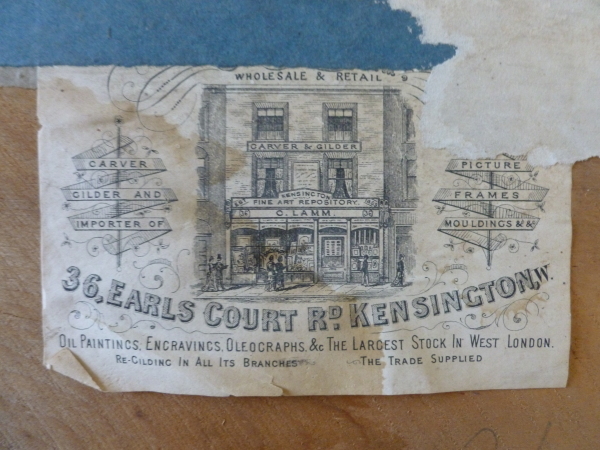 WHOLESALE & RETAIL
CARVER & GILDER
KENSINGTON
FINE ART REPOSITORY.
C. LAMM.
CARVER
GILDER AND
IMPORTER OF
PICTURE
FRAMES
MOULDINGS &&
36, EARLS COURT RD. KENSINGTON, W.
OIL PAINTINGS, ENGRAVINGS, OLEOGRAPHS, &c THE LARGEST STOCK IN WEST LONDON.
RE-GILDING IN ALL ITS BRANCHES THE TRADE SUPPLIED